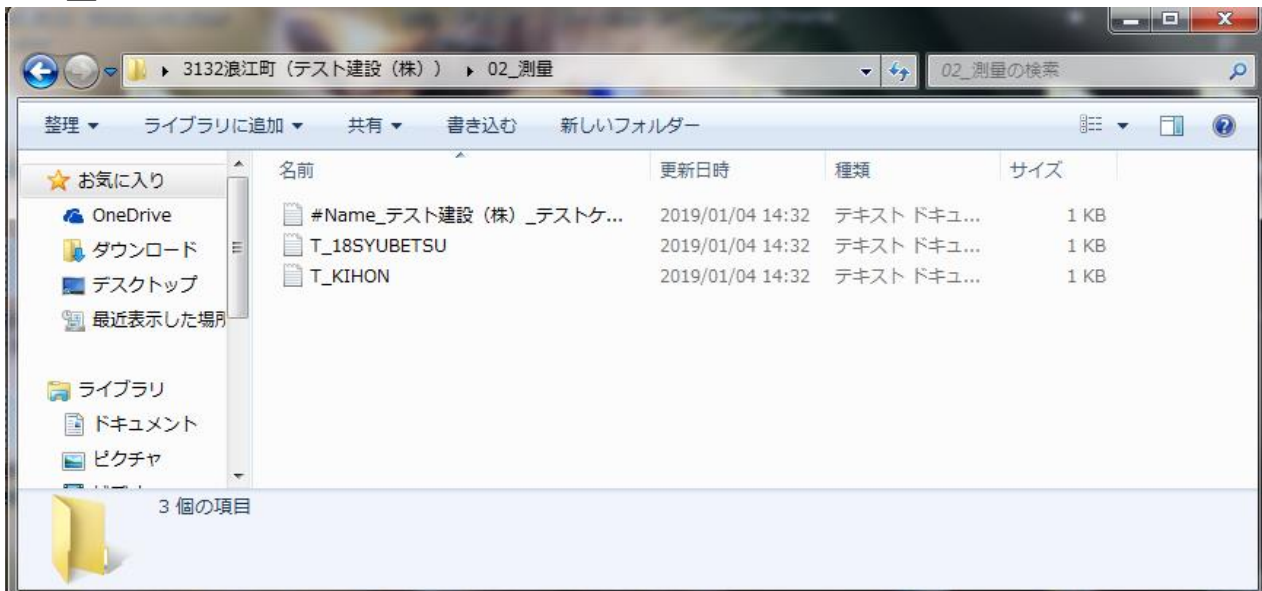 3132浪江町（テスト建設（株）） 02_測量
02_測量の検索
整理 ライブラリに追加 共有 書き込む 新しいフォルダー
お気に入り
OneDrive
ダウンロード
デスクトップ
最近表示した場所
ライブラリ
ドキュメント
ピクチャ
名前 更新日時 種類 サイズ
#Name_テスト建設（株）_テストケ... 2019/01/04 14:32 テキスト ドキュ... 1 KB
T_18SYUBETSU 2019/01/04 14:32 テキスト ドキュ... 1 KB
T_KIHON 2019/01/04 14:32 テキスト ドキュ... 1 KB
3 個の項目